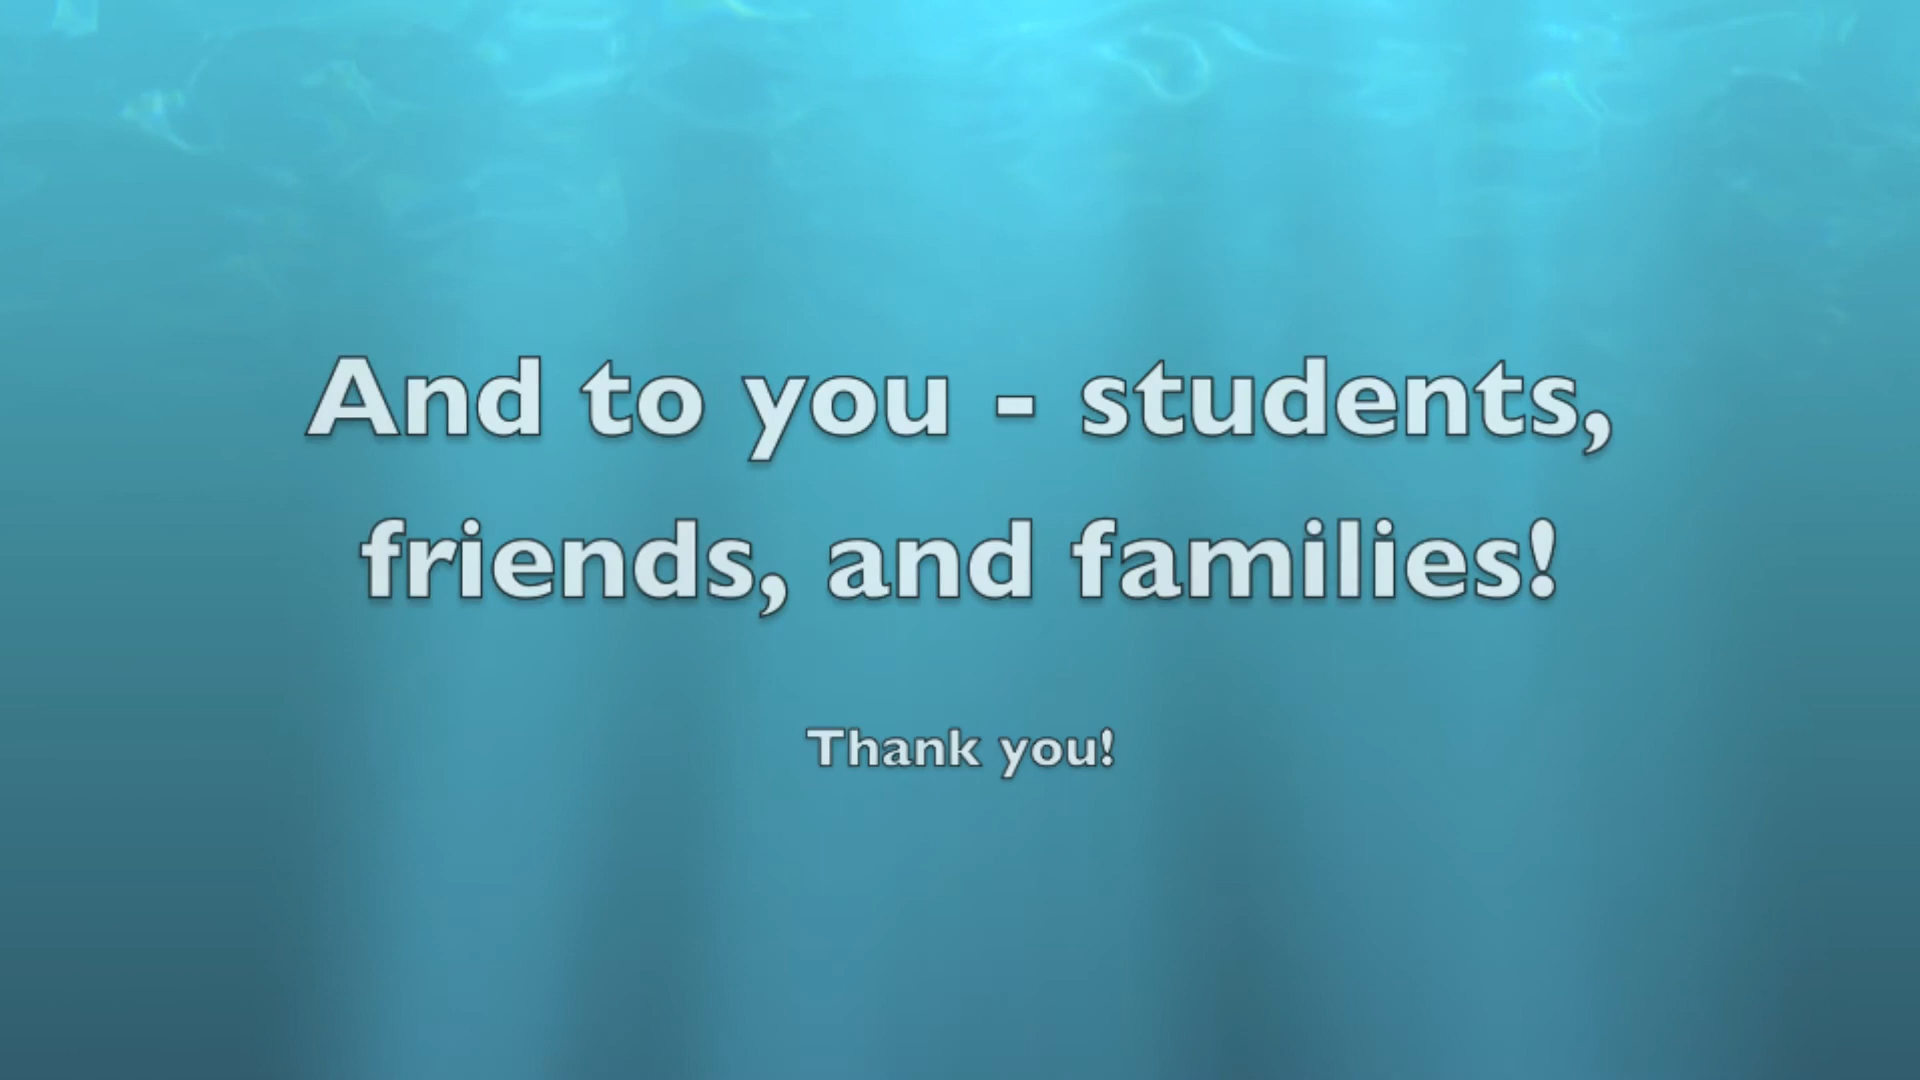 And to you - students,
friends, and families!
Thank you!